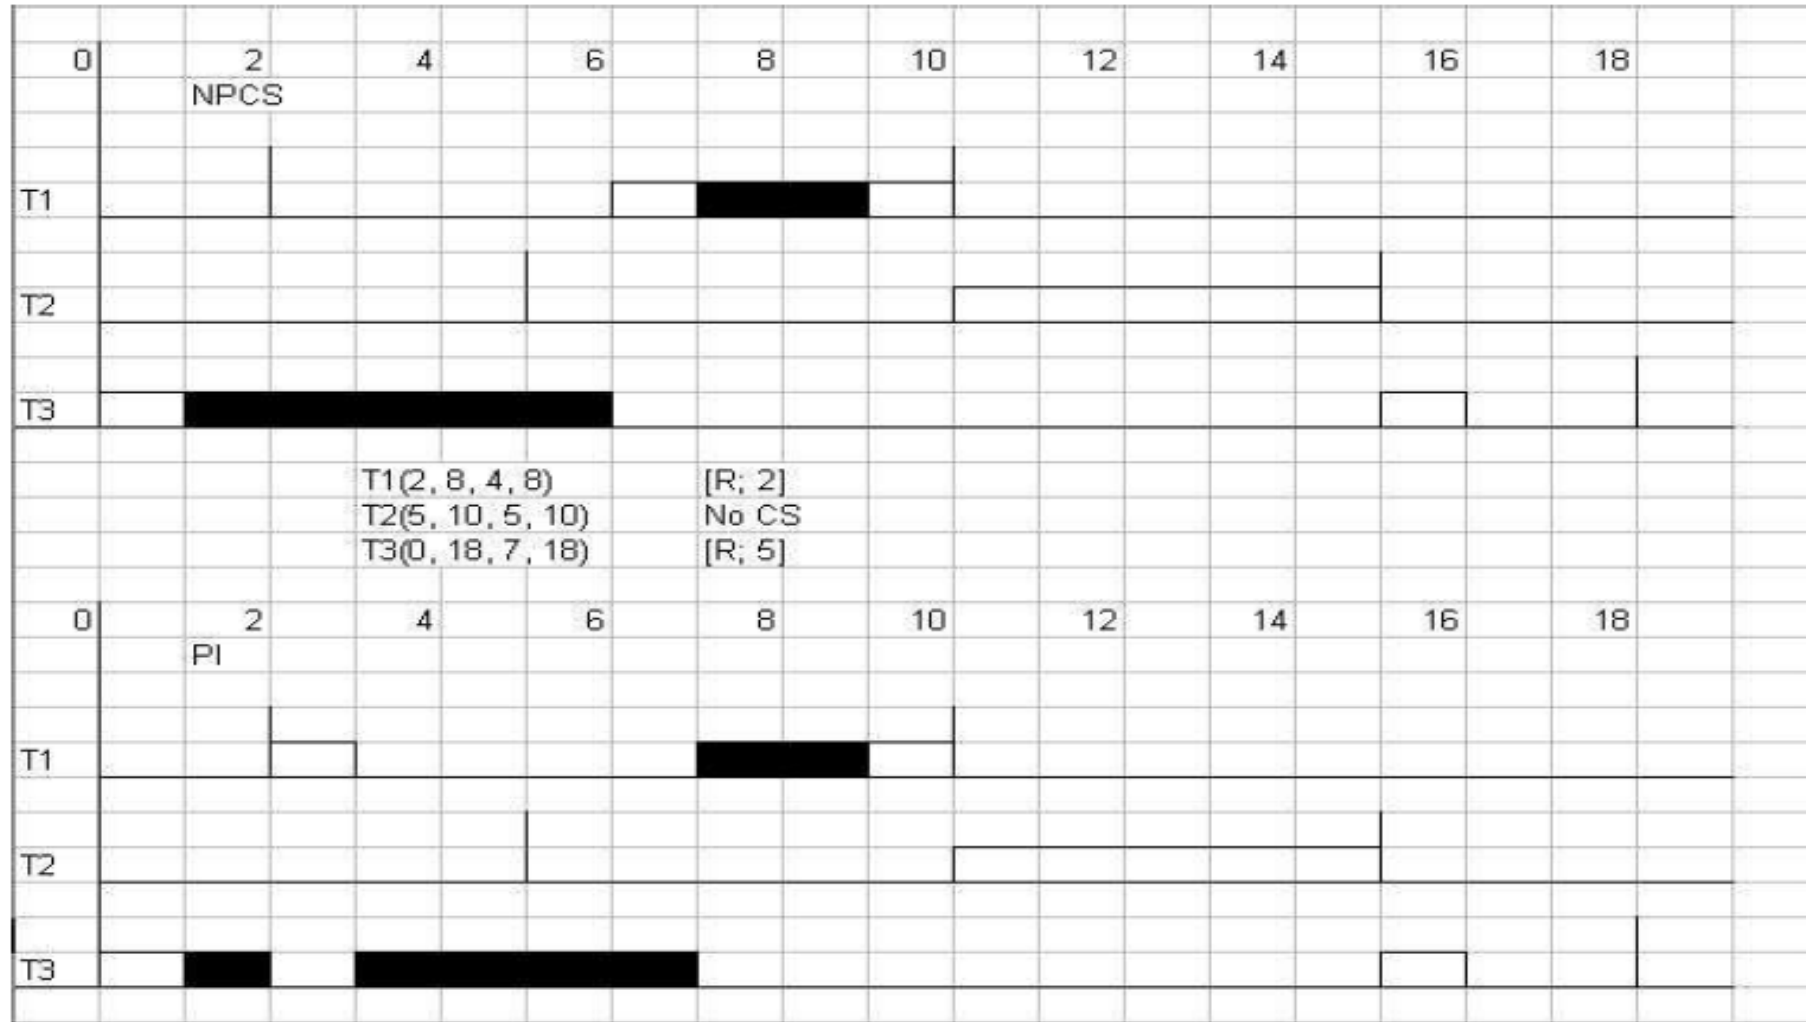 0 2 4 6 8 10 12 14 16 18
NPCS
T1
T2
T3
T1(2, 8, 4, 8) [R; 2]
T2(5, 10, 5, 10) No CS
T3(0, 18, 7, 18) [R; 5]
0 2 4 6 8 10 12 14 16 18
PI
T1
T2
T3